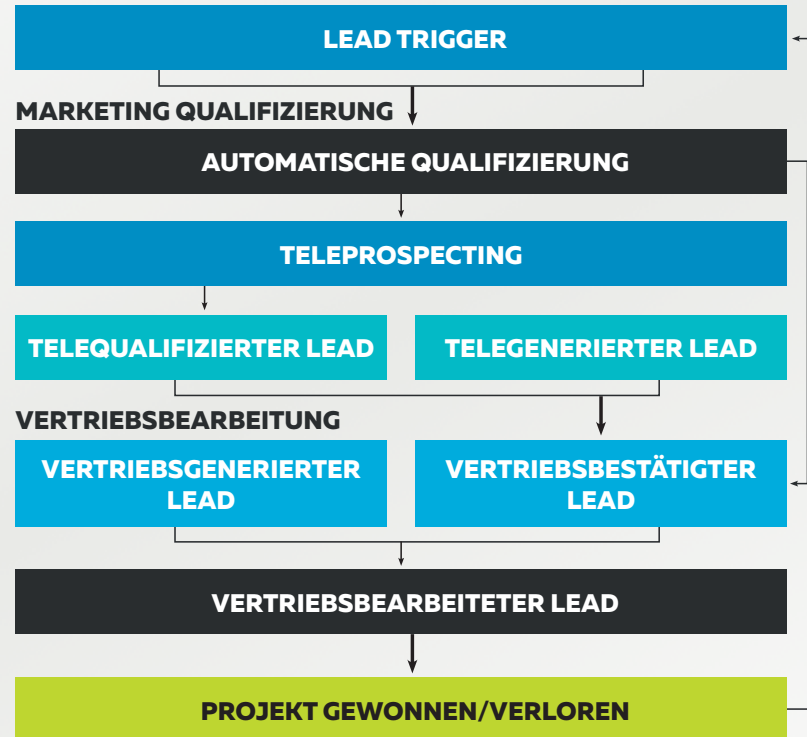 LEAD TRIGGER
MARKETING QUALIFIZIERUNG
AUTOMATISCHE QUALIFIZIERUNG
TELEPROSPECTING
TELEQUALIFIZIERTER LEAD
TELEGENERIERTER LEAD
VERTRIEBSBEARBEITUNG
VERTRIEBSGENERIERTER
LEAD
VERTRIEBSBESTÄTIGTER
LEAD
VERTRIEBSBEARBEITETER LEAD
PROJEKT GEWONNEN/VERLOREN